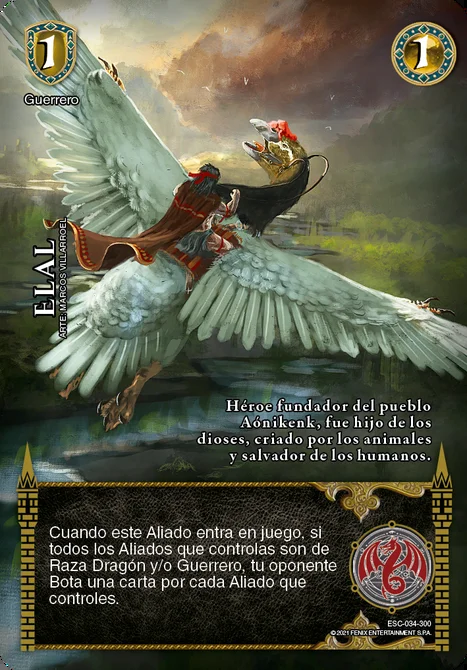 1
1
Guerrero
ELAL
ARTE: MARCOS VILLARROEL
Héroe fundador del pueblo
Aónikenk, fue hijo de los
dioses, criado por los animales
y salvador de los humanos.
Cuando este Aliado entra en juego, si
todos los Aliados que controlas son de
Raza Dragón y/o Guerrero, tu oponente
Bota una carta por cada Aliado que
controles.
ESC-034-300
©2021 FENIX ENTERTAINMENT S.P.A.